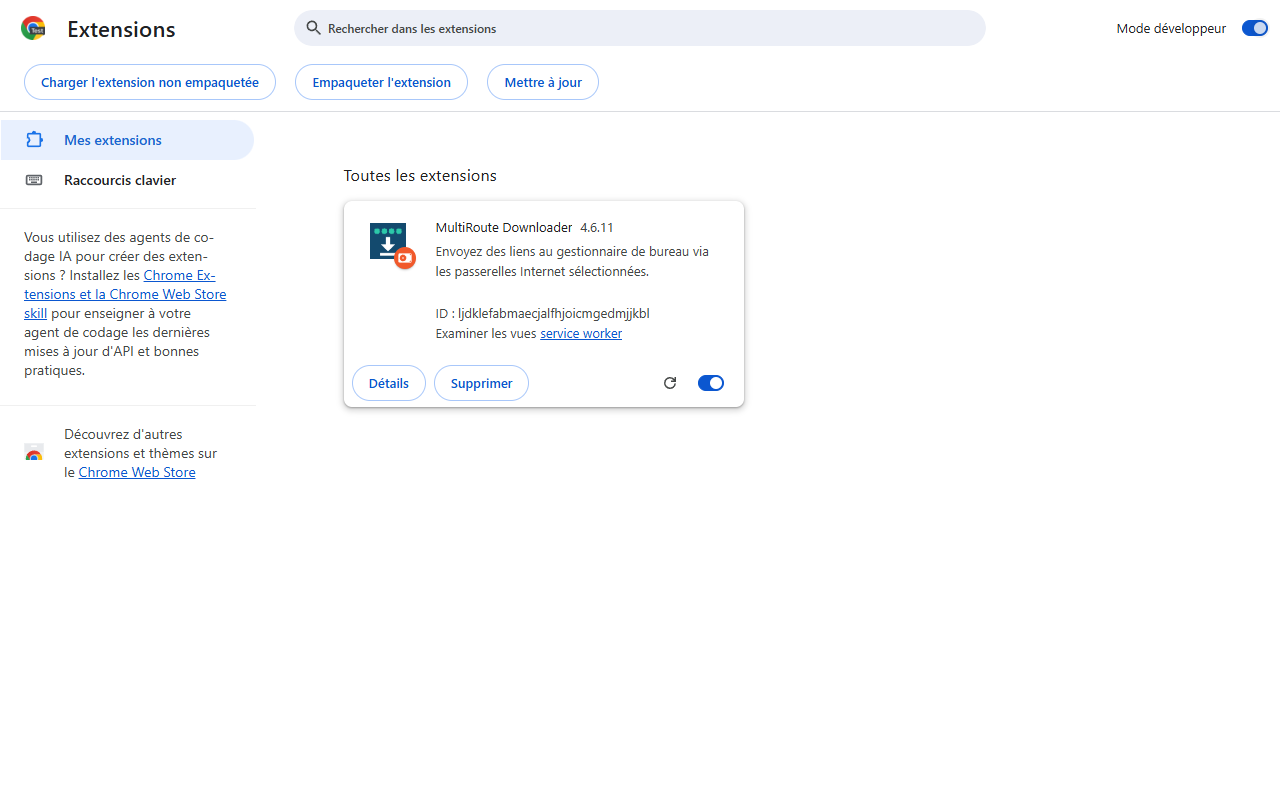 Extensions
Rechercher dans les extensions
Mode développeur
Charger l'extension non empaquetée
Empaqueter l'extension
Mettre à jour
Mes extensions
Raccourcis clavier
Vous utilisez des agents de co-
dage IA pour créer des exten-
sions ? Installez les Chrome Ex-
tensions et la Chrome Web Store
skill pour enseigner à votre
agent de codage les dernières
mises à jour d'API et bonnes
pratiques.
Découvrez d'autres
extensions et thèmes sur
le Chrome Web Store
Toutes les extensions
MultiRoute Downloader 4.6.11
Envoyez des liens au gestionnaire de bureau via
les passerelles Internet sélectionnées.
ID : ljdklefabmaecjalfhjoicmgedmjjkbl
Examiner les vues service worker
Détails
Supprimer
Test